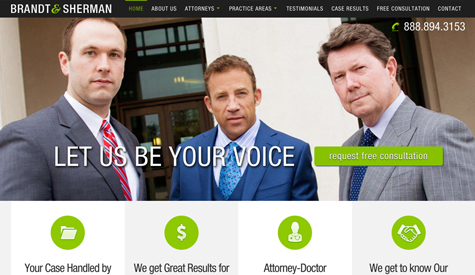 BRANDT & SHERMAN
HOME ABOUT US ATTORNEYS PRACTICE AREAS TESTIMONIALS CASE RESULTS FREE CONSULTATION CONTACT
888.894.3153
LET US BE YOUR VOICE
request free consultation
$
Your Case Handled by
We get Great Results for
Attorney-Doctor
We get to know Our